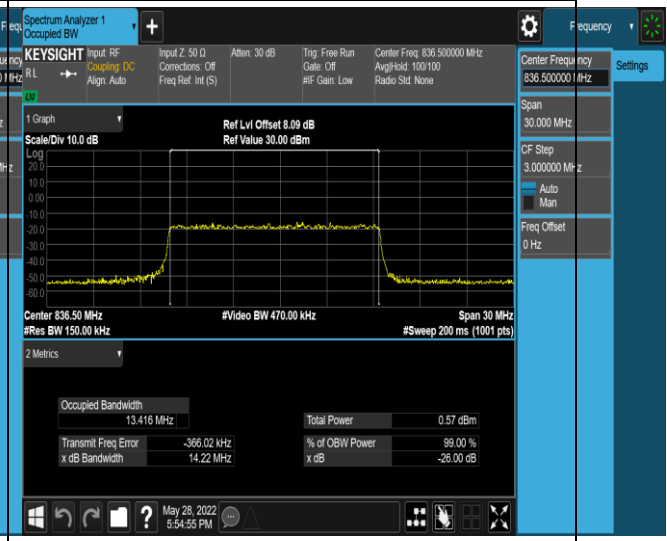 Frequ
Spectrum Analyzer 1
Occupied BW
Frequency
KEYSIGHT
RL
Input: RF
Coupling: DC
Align: Auto
Input Z: 50 Ω
Corrections: Off
Freq Ref: Int (S)
Atten: 30 dB
Trig: Free Run
Gate: Off
#IF Gain: Low
Center Freq: 836.500000 MHz
Avg|Hold: 100/100
Radio Std: None
uency
0 MHz
Center Frequency
836.500000 MHz
Settings
Span
30.000 MHz
CF Step
3.000000 MHz
Auto
Man
Freq Offset
0 Hz
z
Hz
1 Graph
Scale/Div 10.0 dB
Ref Lvl Offset 8.09 dB
Ref Value 30.00 dBm
Log
20.0
10.0
0.00
-10.0
-20.0
-30.0
-40.0
-50.0
-60.0
Center 836.50 MHz
#Video BW 470.00 kHz
Span 30 MHz
#Res BW 150.00 kHz
#Sweep 200 ms (1001 pts)
2 Metrics
Occupied Bandwidth
13.416 MHz
Total Power 0.57 dBm
Transmit Freq Error -366.02 kHz
% of OBW Power 99.00 %
x dB Bandwidth 14.22 MHz
x dB -26.00 dB
?
May 28, 2022
5:54:55 PM